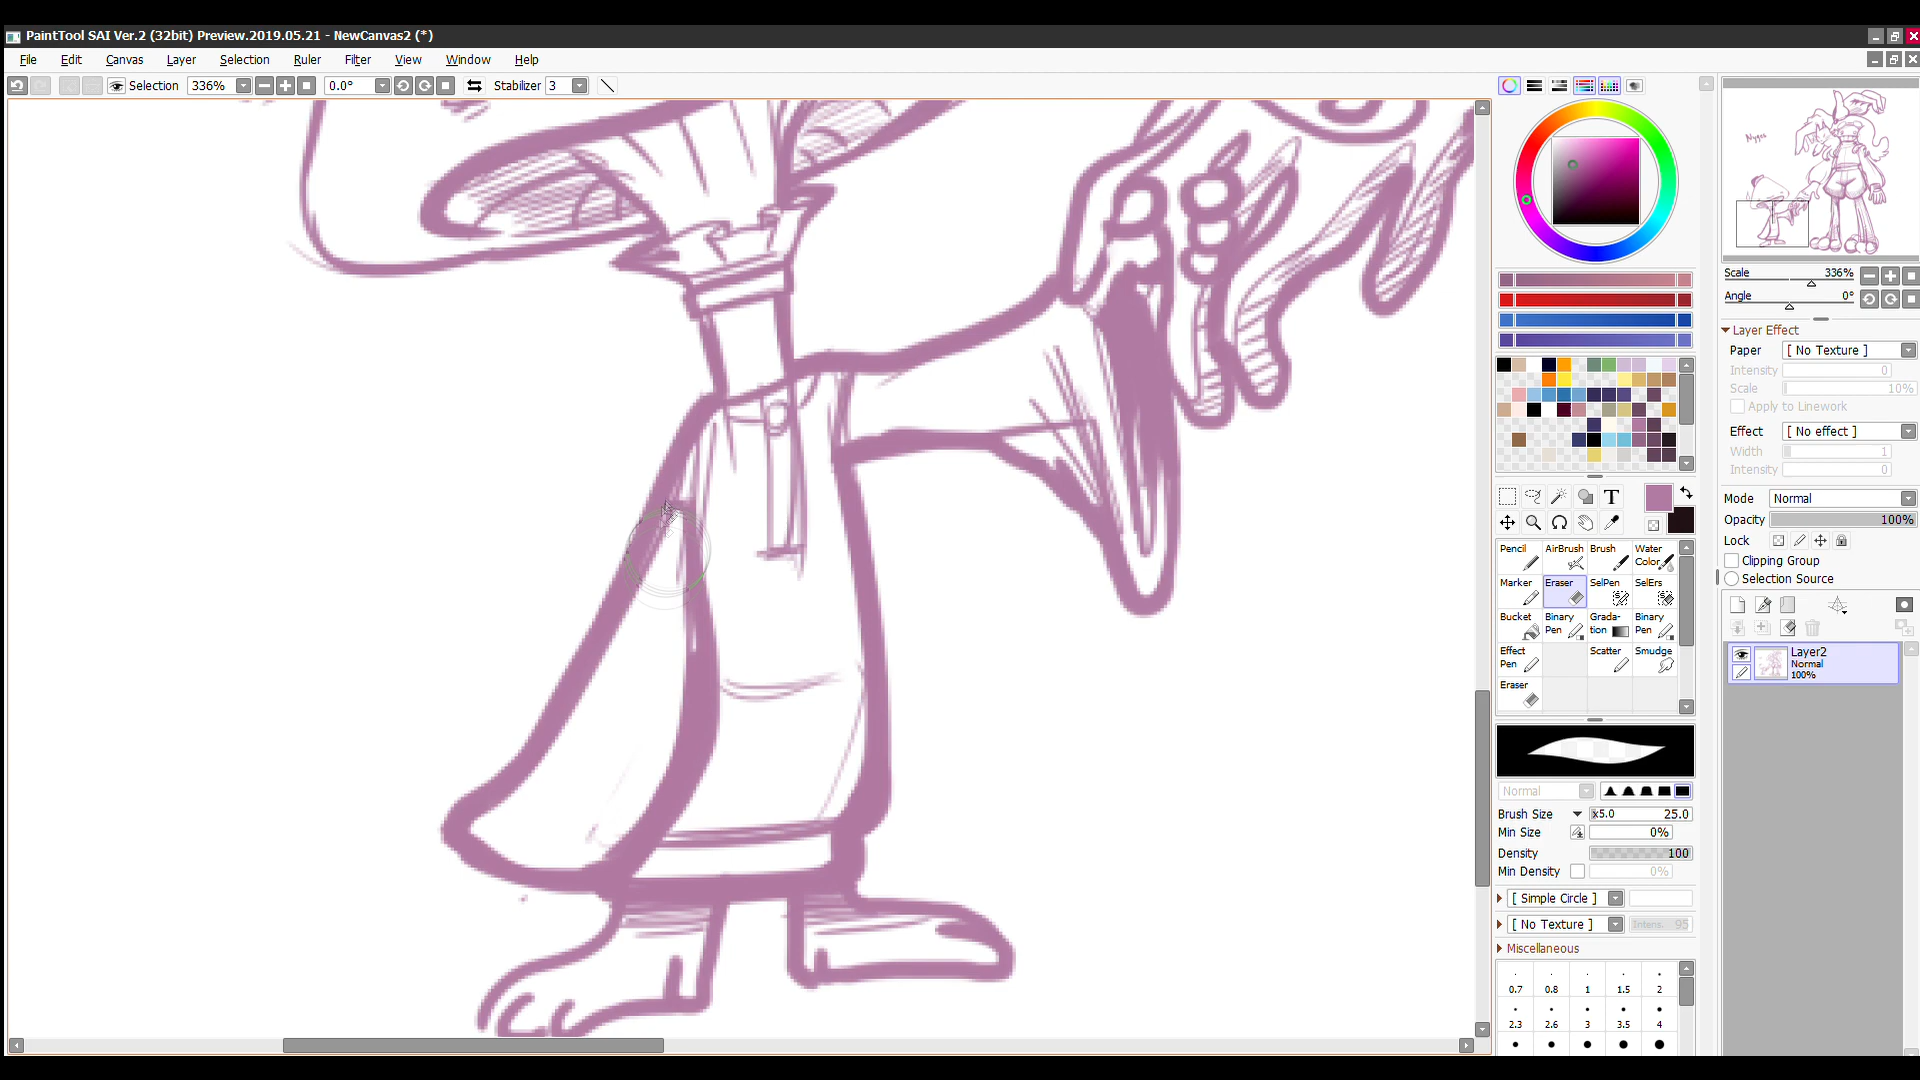 PaintTool SAI Ver.2 (32bit) Preview.2019.05.21 - NewCanvas2 (*)
File Edit Canvas Layer Selection Ruler Filter View Window Help
Selection 336% 0.0° Stabilizer 3
Scale 336%
Angle 0°
Layer Effect
Paper [ No Texture ]
Intensity 0
Scale 10%
Apply to Linework
Effect [ No effect ]
Width 1
Intensity 0
Mode Normal
Opacity 100%
Lock
Clipping Group
Selection Source
Layer2
Normal
100%
T
Pencil AirBrush Brush Water Color
Marker Eraser SelPen SelErs
Bucket Binary Pen Grada-tion Binary Pen
Effect Pen Scatter Smudge
Eraser
Normal
Brush Size x5.0 25.0
Min Size 0%
Density 100
Min Density 0%
[ Simple Circle ]
[ No Texture ] Intens. 95
Miscellaneous
0.7 0.8 1 1.5 2
2.3 2.6 3 3.5 4